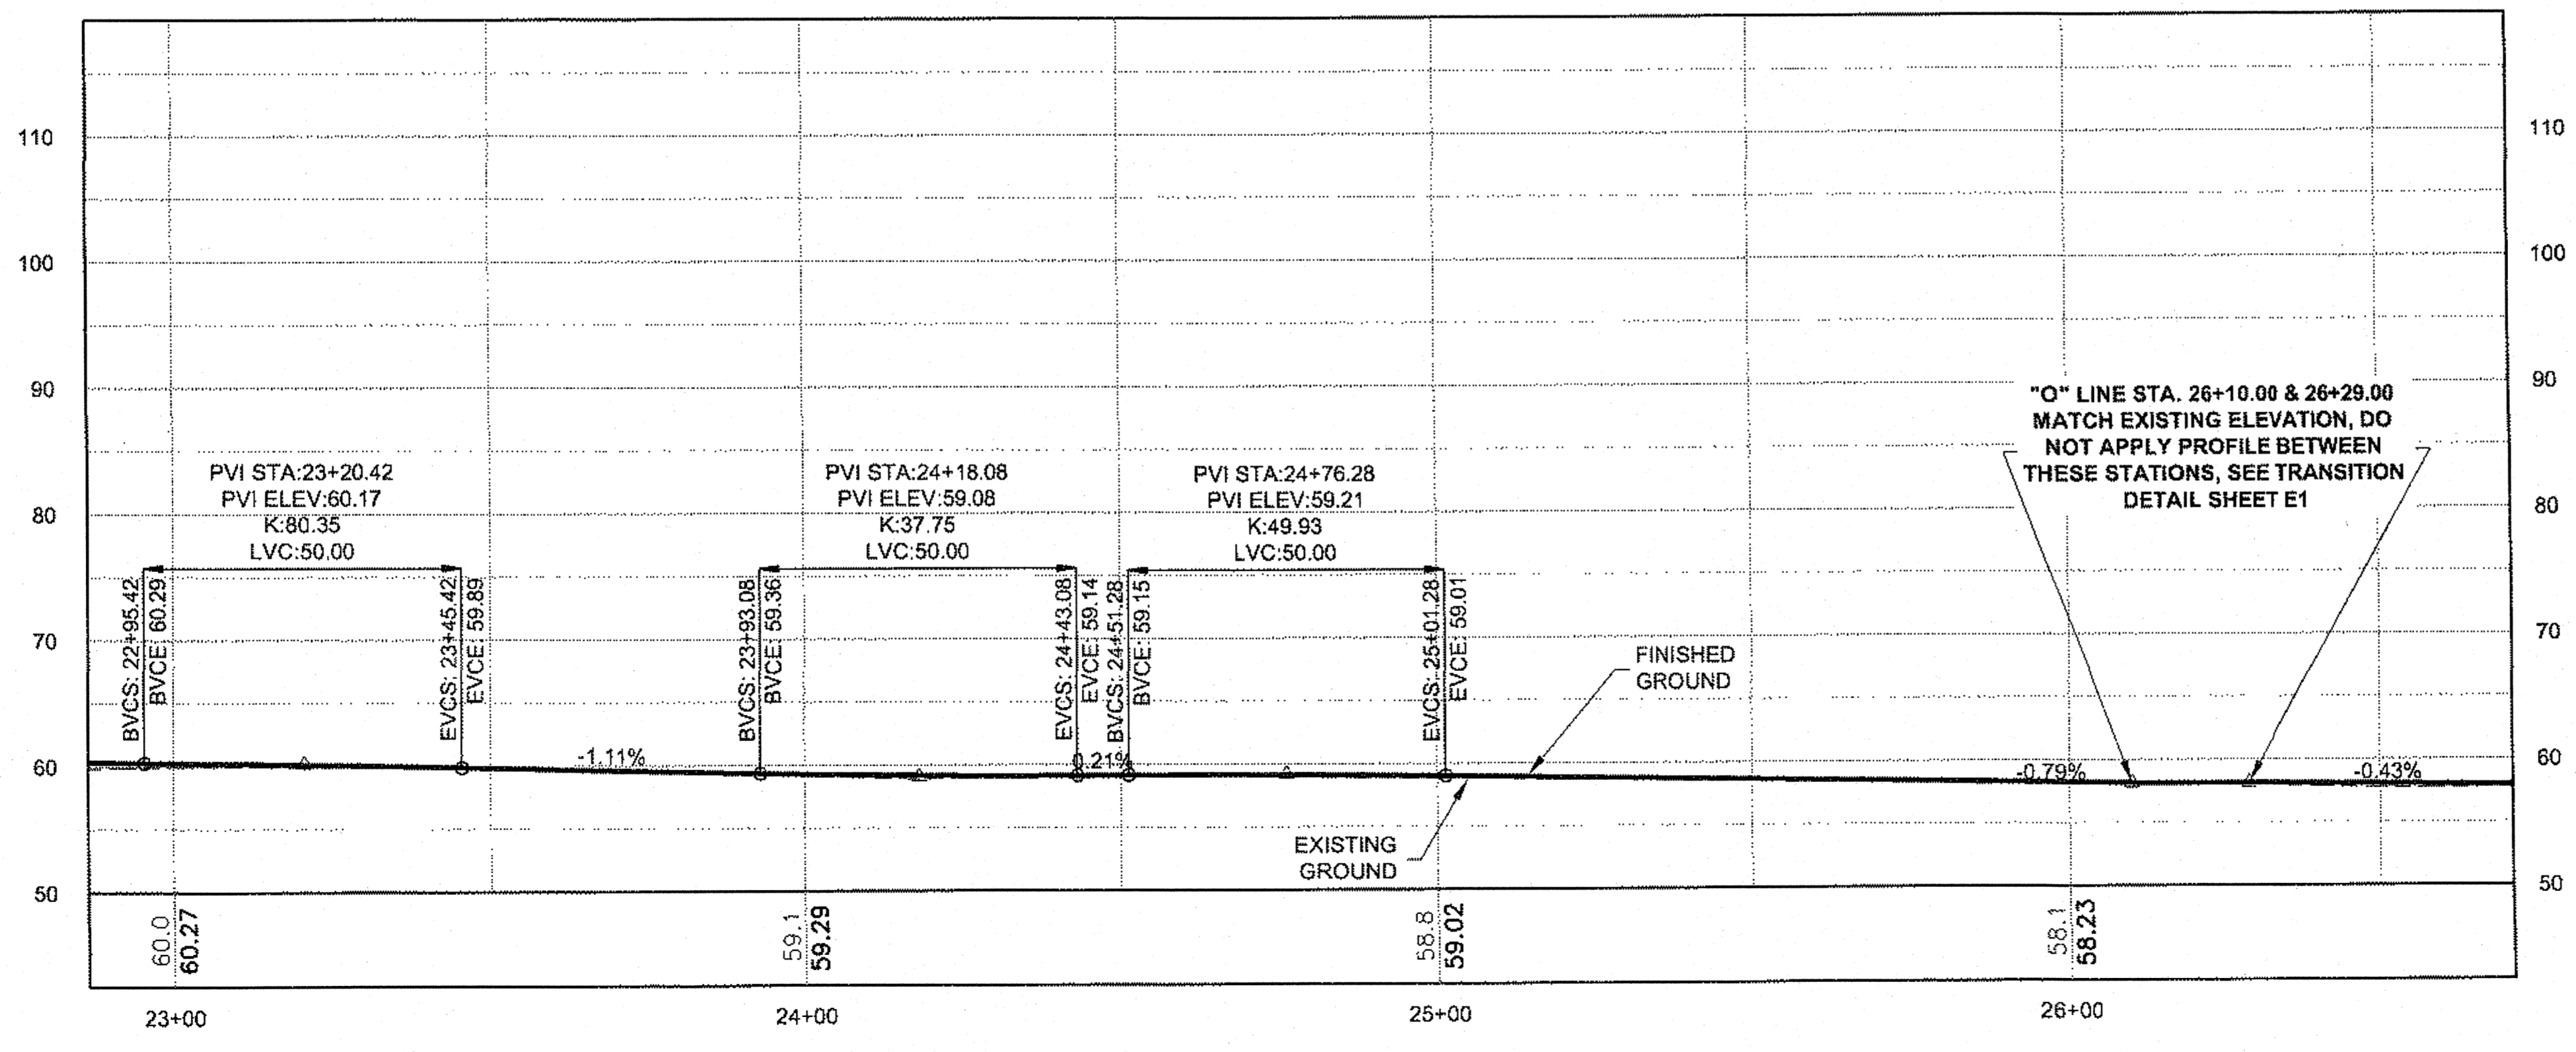 110
110
100
100
90
90
"O" LINE STA. 26+10.00 & 26+29.00
MATCH EXISTING ELEVATION, DO
NOT APPLY PROFILE BETWEEN
THESE STATIONS, SEE TRANSITION
DETAIL SHEET E1
PVI STA:23+20.42
PVI ELEV:60.17
K:80.35
LVC:50.00
PVI STA:24+18.08
PVI ELEV:59.08
K:37.75
LVC:50.00
PVI STA:24+76.28
PVI ELEV:59.21
K:49.93
LVC:50.00
80
80
BVCS: 22+95.42
BVCE: 60.29
EVCS: 23+45.42
EVCE: 59.89
BVCS: 23+93.08
BVCE: 59.36
EVCS: 24+43.08
EVCE: 59.14
BVCS: 24+51.28
BVCE: 59.15
EVCS: 25+01.28
EVCE: 59.01
70
70
FINISHED
GROUND
60
-1.11%
0.21%
-0.79%
-0.43%
60
EXISTING
GROUND
50
50
60.0
60.27
59.1
59.29
58.8
59.02
58.1
58.23
23+00
24+00
25+00
26+00